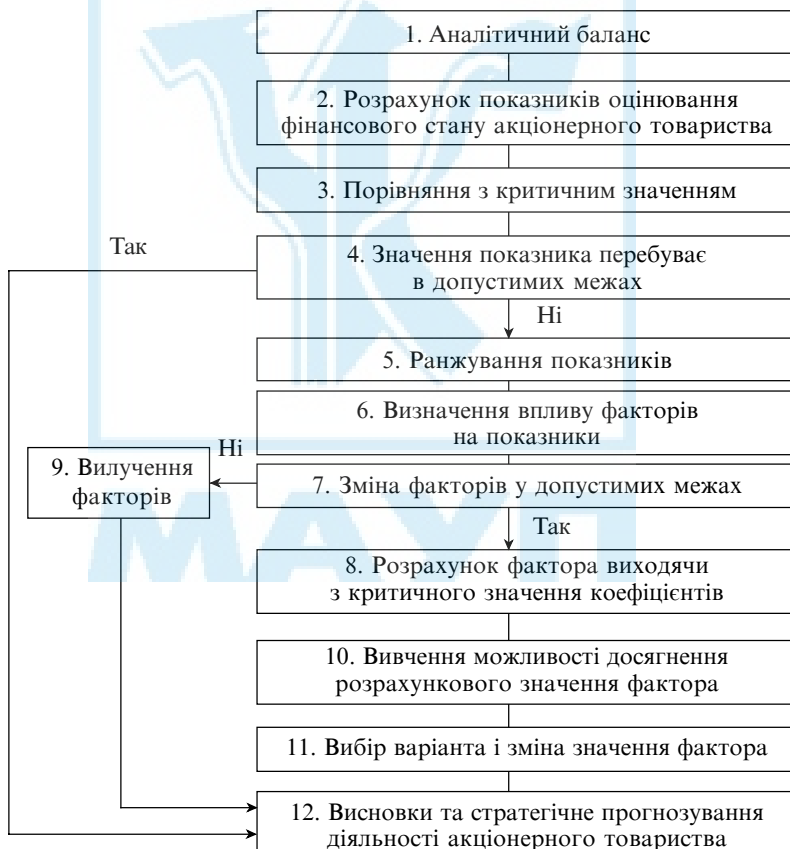 1. Аналітичний баланс
2. Розрахунок показників оцінювання
фінансового стану акціонерного товариства
3. Порівняння з критичним значенням
Так
4. Значення показника перебуває
в допустимих межах
Ні
5. Ранжування показників
6. Визначення впливу факторів
на показники
Ні
9. Вилучення
факторів
7. Зміна факторів у допустимих межах
Так
8. Розрахунок фактора виходячи
з критичного значення коефіцієнтів
10. Вивчення можливості досягнення
розрахункового значення фактора
11. Вибір варіанта і зміна значення фактора
12. Висновки та стратегічне прогнозування
діяльності акціонерного товариства
МАУП